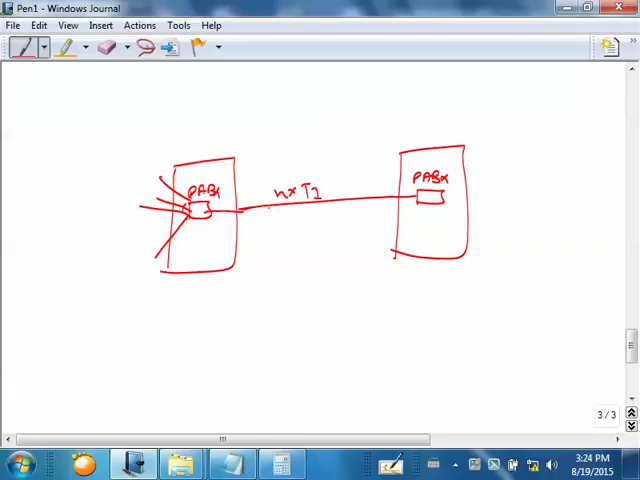 Pen1 - Windows Journal
File Edit View Insert Actions Tools Help
PABX
n x T1
PABX
3/3
3:24 PM
8/19/2015